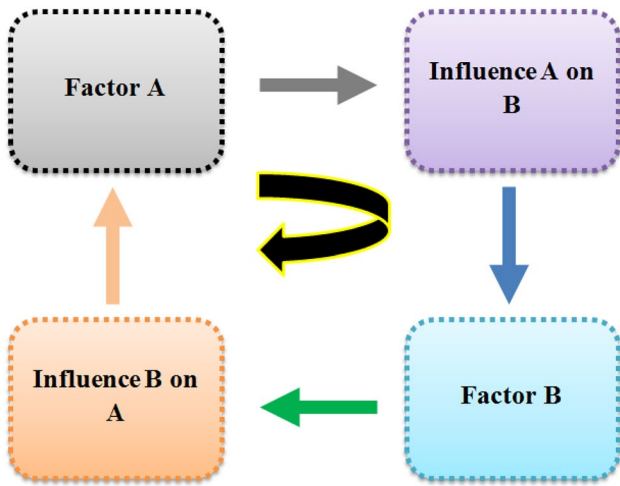 Factor A
Influence A on
B
Influence B on
A
Factor B